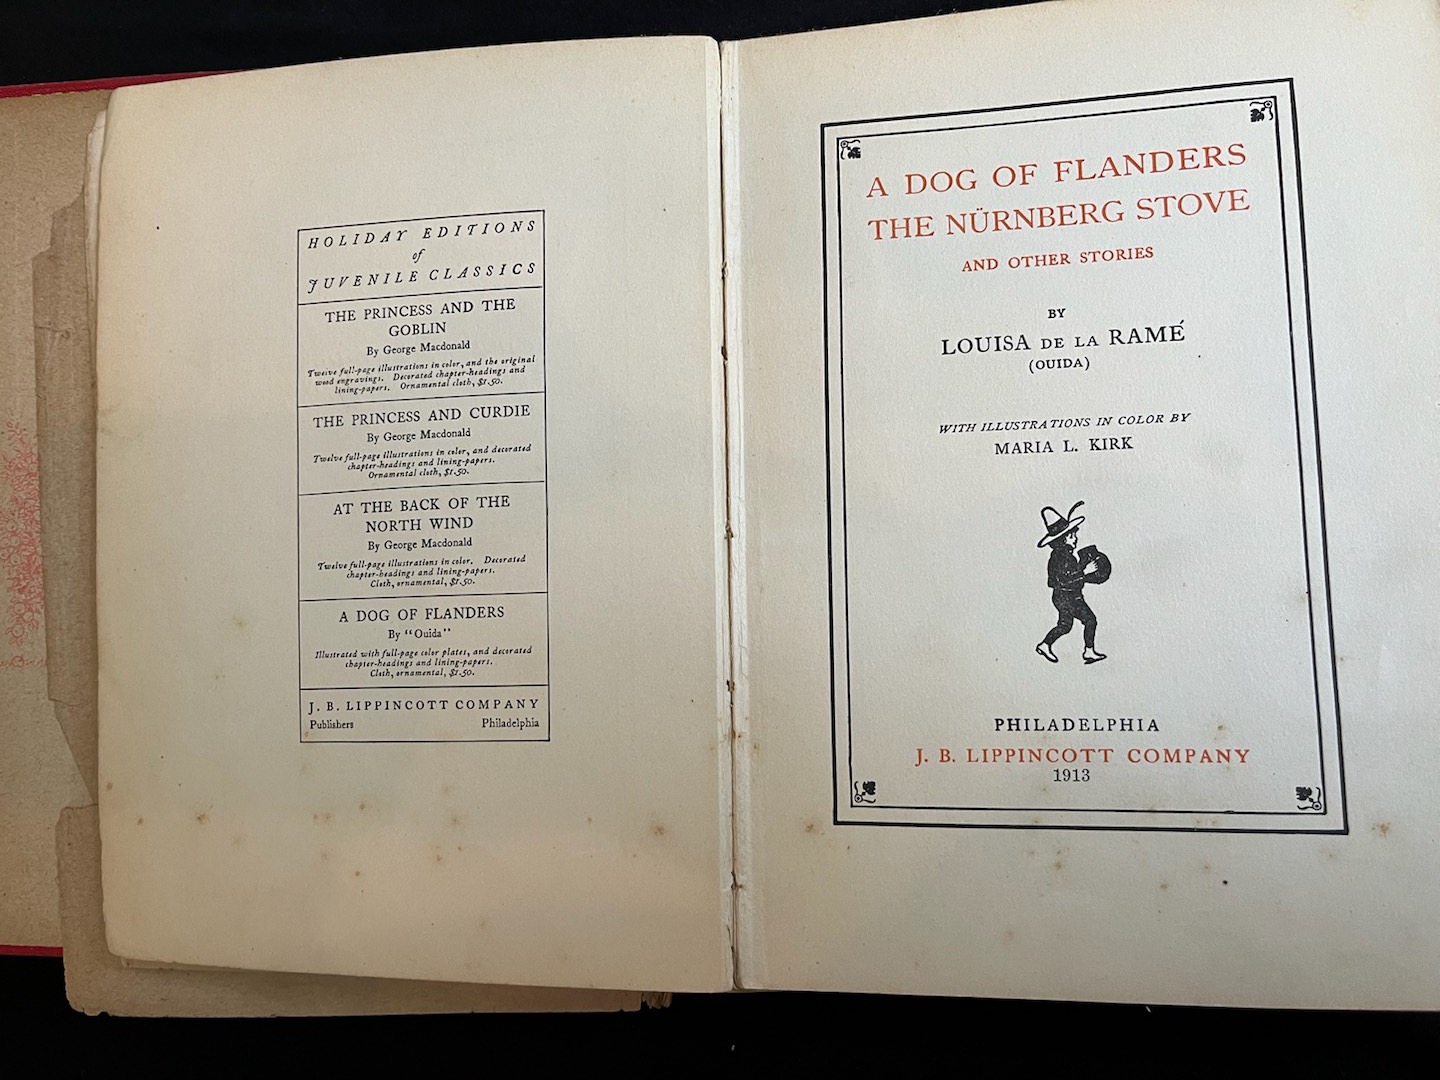 HOLIDAY EDITIONS
of
JUVENILE CLASSICS
THE PRINCESS AND THE
GOBLIN
By George Macdonald
Twelve full-page illustrations in color, and the original
wood engravings. Decorated chapter-headings and
lining-papers. Ornamental cloth, $1.50.
THE PRINCESS AND CURDIE
By George Macdonald
Twelve full-page illustrations in color, and decorated
chapter-headings and lining-papers.
Ornamental cloth, $1.50.
AT THE BACK OF THE
NORTH WIND
By George Macdonald
Twelve full-page illustrations in color. Decorated
chapter-headings and lining-papers.
Cloth, ornamental, $1.50.
A DOG OF FLANDERS
By "Ouida"
Illustrated with full-page color plates, and decorated
chapter-headings and lining-papers.
Cloth, ornamental, $1.50.
J. B. LIPPINCOTT COMPANY
Publishers Philadelphia
A DOG OF FLANDERS
THE NÜRNBERG STOVE
AND OTHER STORIES
BY
LOUISA DE LA RAMÉ
(OUIDA)
WITH ILLUSTRATIONS IN COLOR BY
MARIA L. KIRK
PHILADELPHIA
J. B. LIPPINCOTT COMPANY
1913